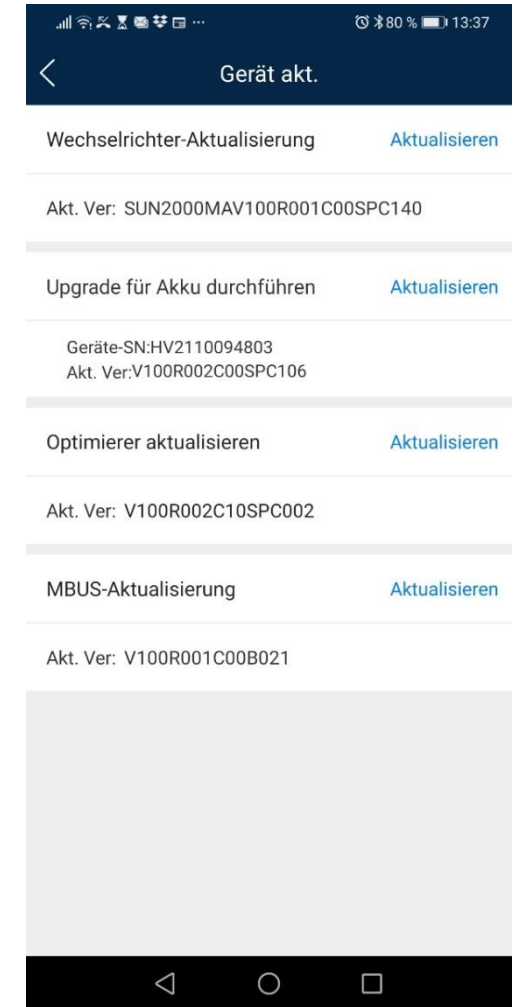 80 % 13:37
Gerät akt.
Wechselrichter-Aktualisierung Aktualisieren
Akt. Ver: SUN2000MAV100R001C00SPC140
Upgrade für Akku durchführen Aktualisieren
Geräte-SN:HV2110094803
Akt. Ver:V100R002C00SPC106
Optimierer aktualisieren Aktualisieren
Akt. Ver: V100R002C10SPC002
MBUS-Aktualisierung Aktualisieren
Akt. Ver: V100R001C00B021